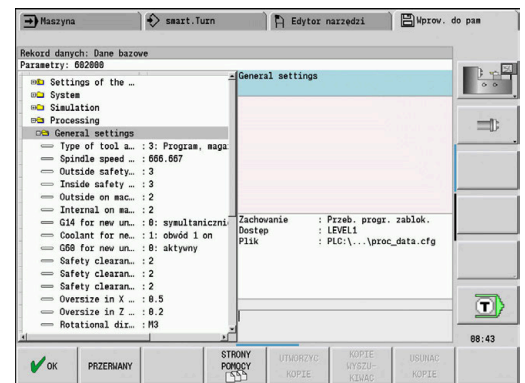 Maszyna
smart.Turn
Edytor narzędzi
Wprow. do pam
Rekord danych: Dane bazowe
Parametry: 602000
Settings of the …
System
Simulation
Processing
General settings
Type of tool a… : 3: Program, maga
Spindle speed … : 666.667
Outside safety… : 3
Inside safety … : 3
Outside on mac… : 2
Internal on ma… : 2
G14 for new un… : 0: symultaniczni
Coolant for ne… : 1: obwód 1 on
G60 for new un… : 0: aktywny
Safety clearan… : 2
Safety clearan… : 2
Safety clearan… : 2
Oversize in X … : 0.5
Oversize in Z … : 0.2
Rotational dir… : M3
General settings
Zachowanie : Przeb. progr. zablok.
Dostęp : LEVEL1
Plik : PLC:\...\proc_data.cfg
T
08:43
OK
PRZERWANY
STRONY
POMOCY
UTWORZYC
KOPIE
KOPIE
WYSZU-
KIWAC
USUNAC
KOPIE